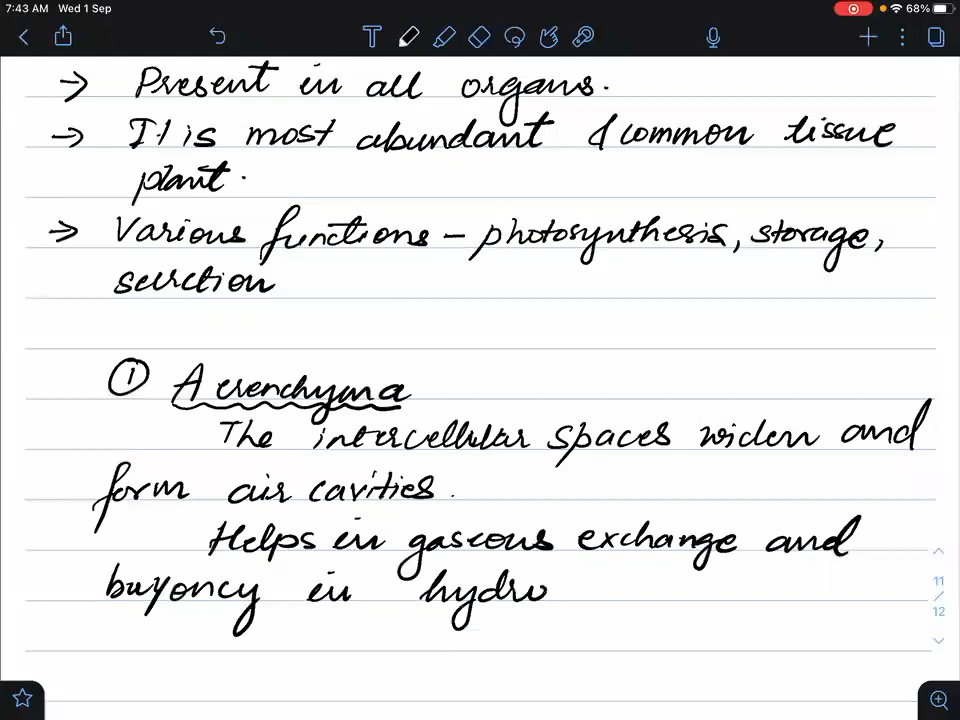 7:43 AM Wed 1 Sep 68%
→ Present in all organs.
→ It is most abundant & common tissue
plant.
→ Various functions – photosynthesis, storage,
secretion
① Aerenchyma
The intercellular spaces widen and
form air cavities.
Helps in gaseous exchange and
buyoncy in hydro
11
/
12